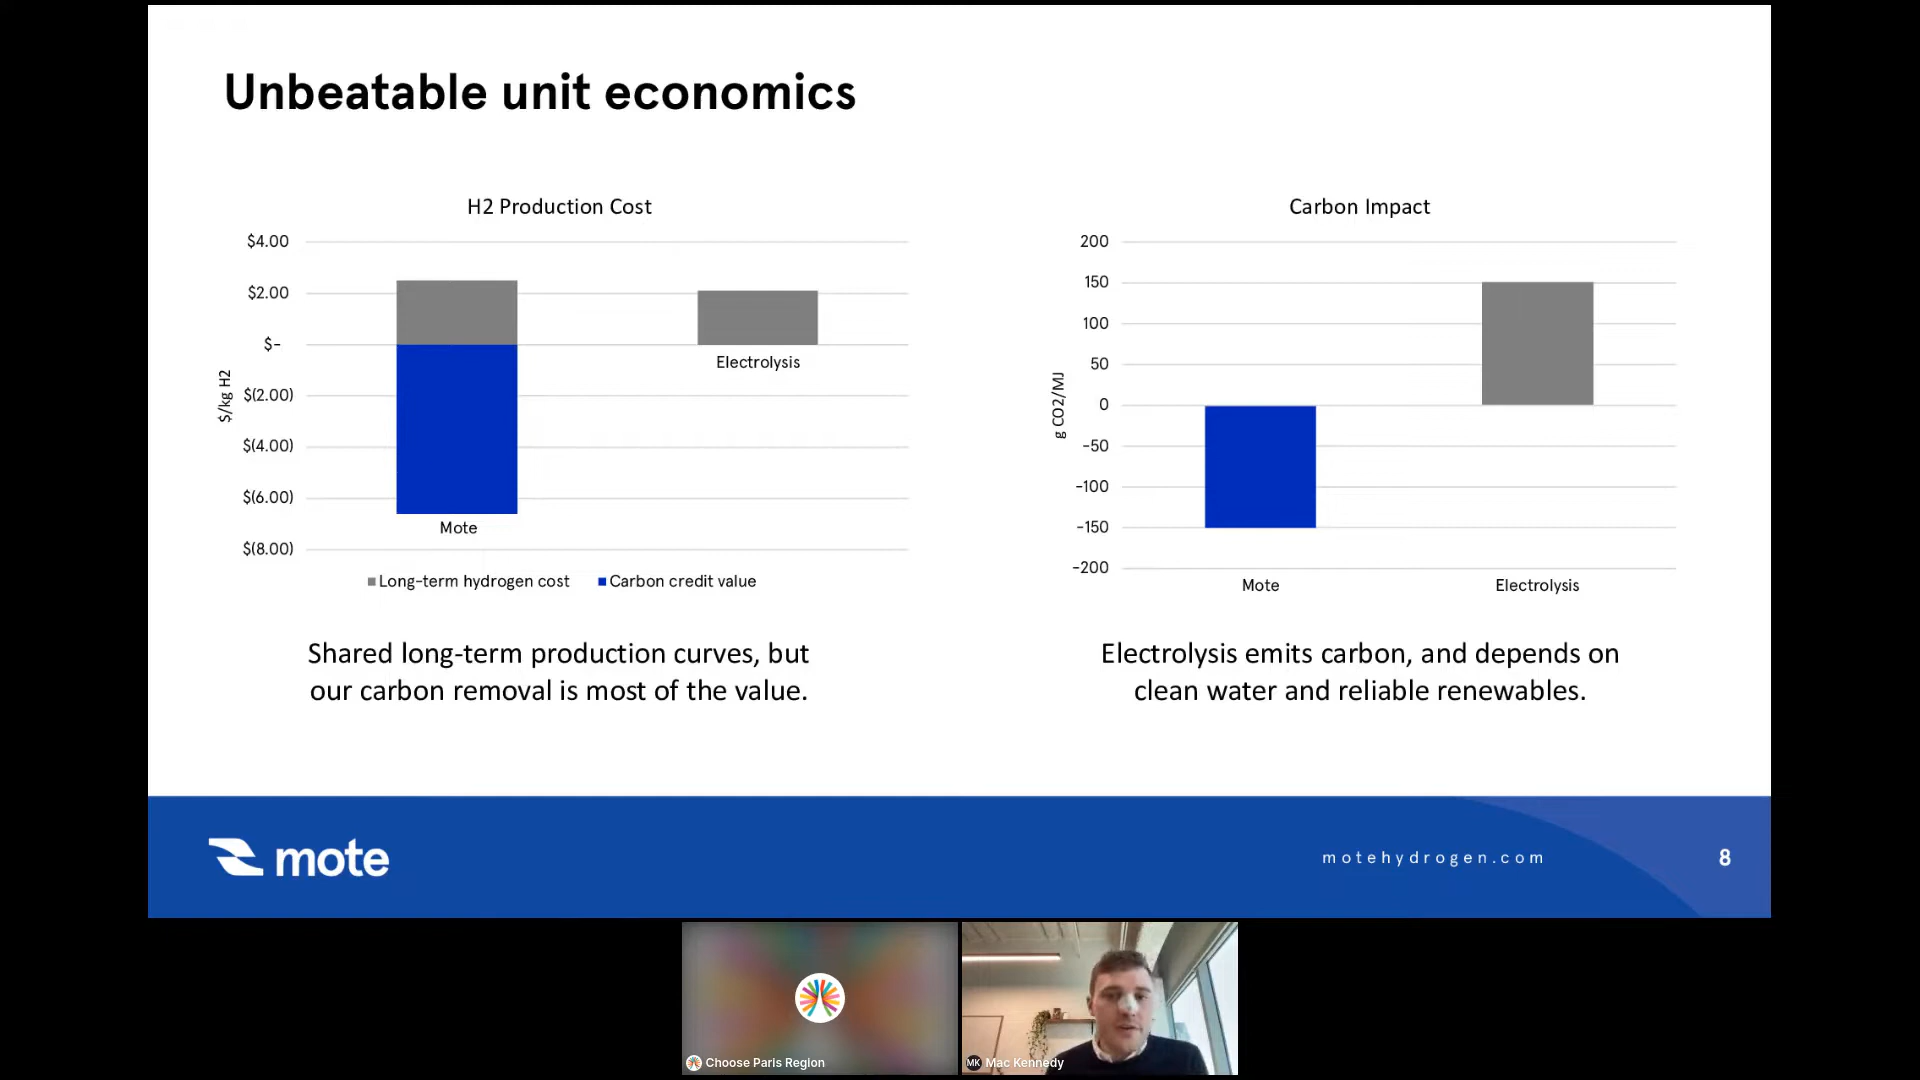 Unbeatable unit economics
H2 Production Cost
$4.00
$2.00
$-
$(2.00)
$(4.00)
$(6.00)
$(8.00)
$/kg H2
Mote
Electrolysis
Long-term hydrogen cost
Carbon credit value
Shared long-term production curves, but
our carbon removal is most of the value.
Carbon Impact
200
150
100
50
0
-50
-100
-150
-200
g CO2/MJ
Mote
Electrolysis
Electrolysis emits carbon, and depends on
clean water and reliable renewables.
mote
motehydrogen.com
8
Choose Paris Region
MK Mac Kennedy